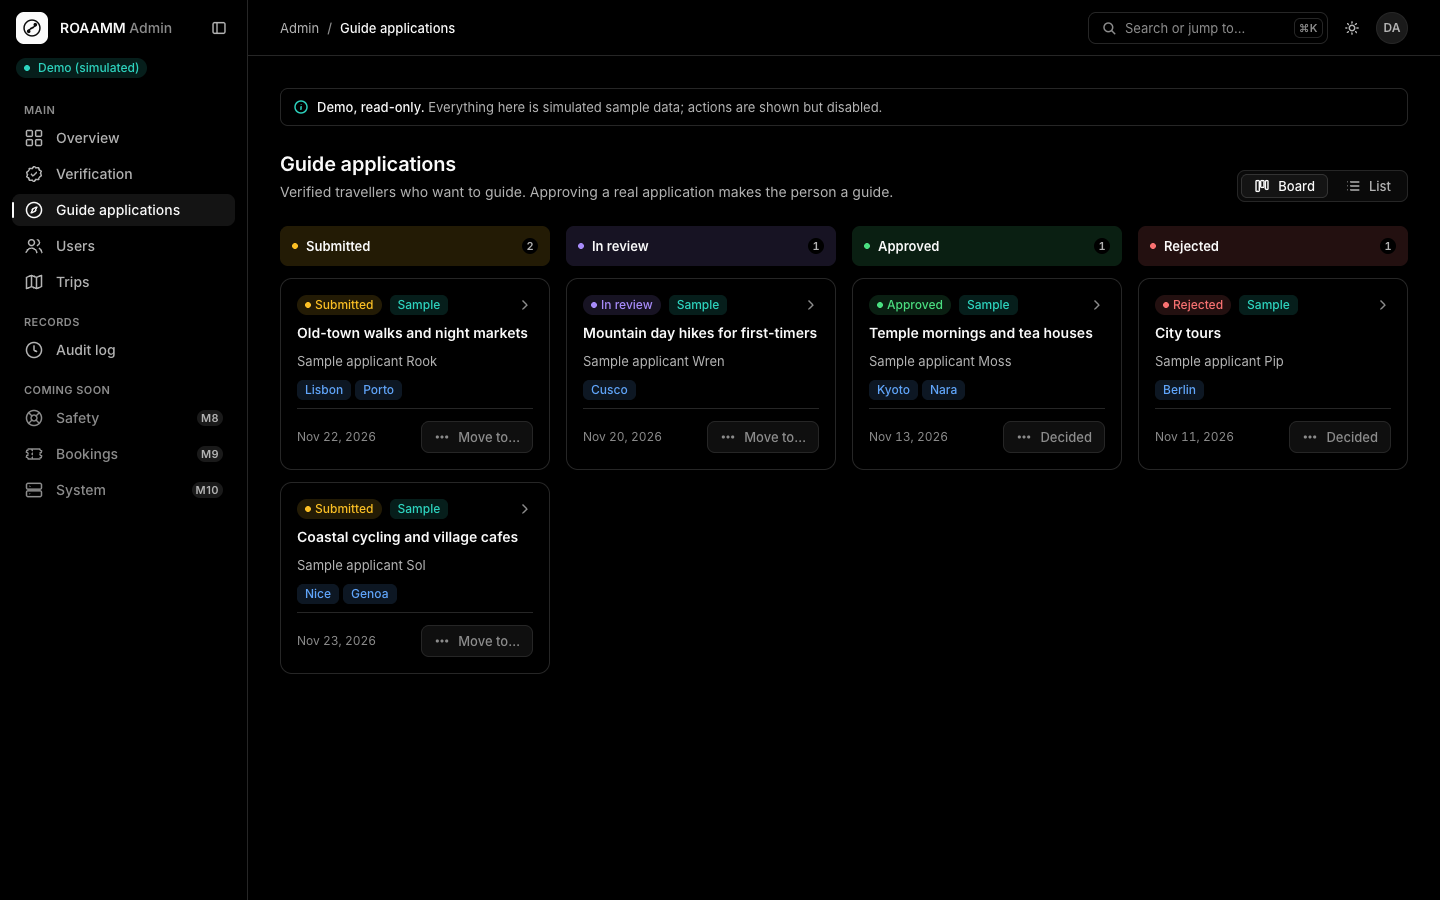 ROAAMM Admin
Demo (simulated)
MAIN
Overview
Verification
Guide applications
Users
Trips
RECORDS
Audit log
COMING SOON
Safety M8
Bookings M9
System M10
Admin / Guide applications
Search or jump to... ⌘K
DA
Demo, read-only. Everything here is simulated sample data; actions are shown but disabled.
Guide applications
Verified travellers who want to guide. Approving a real application makes the person a guide.
Board List
Submitted 2
Submitted Sample
Old-town walks and night markets
Sample applicant Rook
Lisbon Porto
Nov 22, 2026 ••• Move to...
Submitted Sample
Coastal cycling and village cafes
Sample applicant Sol
Nice Genoa
Nov 23, 2026 ••• Move to...
In review 1
In review Sample
Mountain day hikes for first-timers
Sample applicant Wren
Cusco
Nov 20, 2026 ••• Move to...
Approved 1
Approved Sample
Temple mornings and tea houses
Sample applicant Moss
Kyoto Nara
Nov 13, 2026 ••• Decided
Rejected 1
Rejected Sample
City tours
Sample applicant Pip
Berlin
Nov 11, 2026 ••• Decided